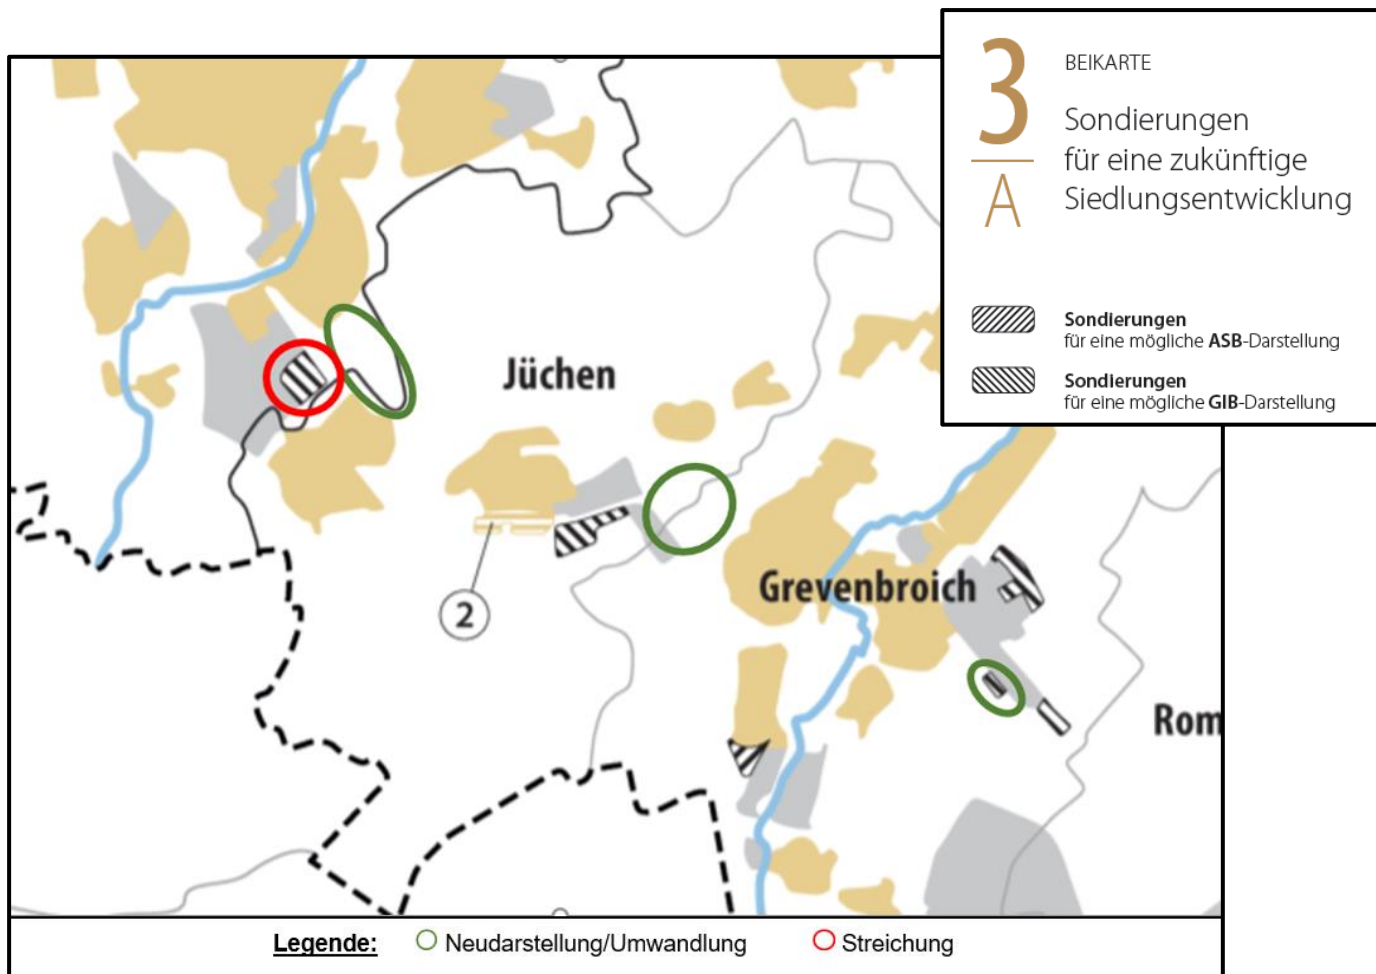 3
A
BEIKARTE
Sondierungen
für eine zukünftige
Siedlungsentwicklung
Sondierungen
für eine mögliche ASB-Darstellung
Sondierungen
für eine mögliche GIB-Darstellung
Jüchen
2
Grevenbroich
Rom
Legende:
Neudarstellung/Umwandlung
Streichung